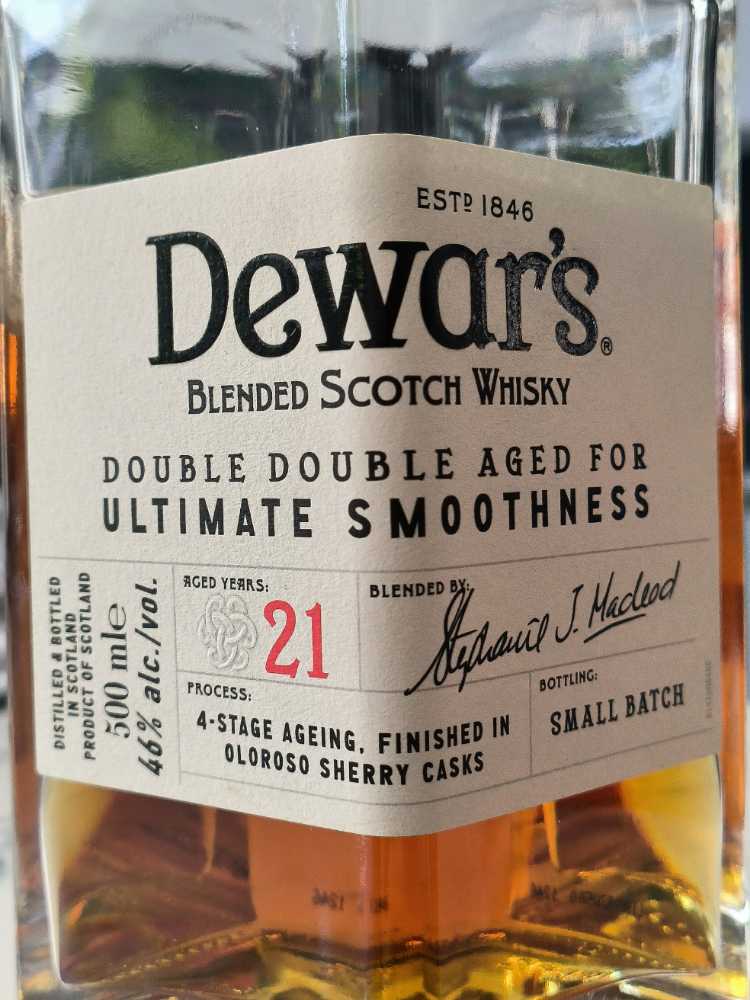 ESTD 1846
Dewar's®
BLENDED SCOTCH WHISKY
DOUBLE DOUBLE AGED FOR
ULTIMATE SMOOTHNESS
DISTILLED & BOTTLED
IN SCOTLAND
PRODUCT OF SCOTLAND
500 mle
46% alc./vol.
AGED YEARS:
21
BLENDED BY:
Stephanie J. Macleod
PROCESS:
4-STAGE AGEING, FINISHED IN
OLOROSO SHERRY CASKS
BOTTLING:
SMALL BATCH